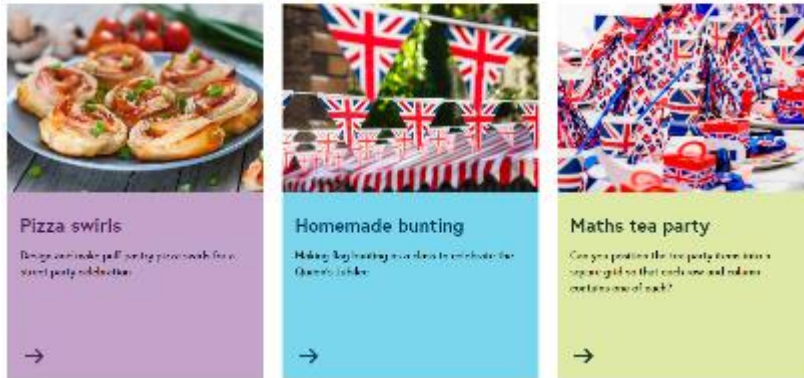 Pizza swirls
Design and make puff pastry pizza swirls for a
street party celebration
Homemade bunting
Making flag bunting as a class to celebrate the
Queen's Jubilee
Maths tea party
Can you position the tea party items into a
square grid so that each row and column
contains one of each?